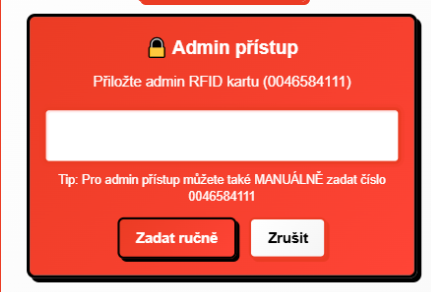 Admin přístup
Přiložte admin RFID kartu (0046584111)
Tip: Pro admin přístup můžete také MANUÁLNĚ zadat číslo
0046584111
Zadat ručně Zrušit